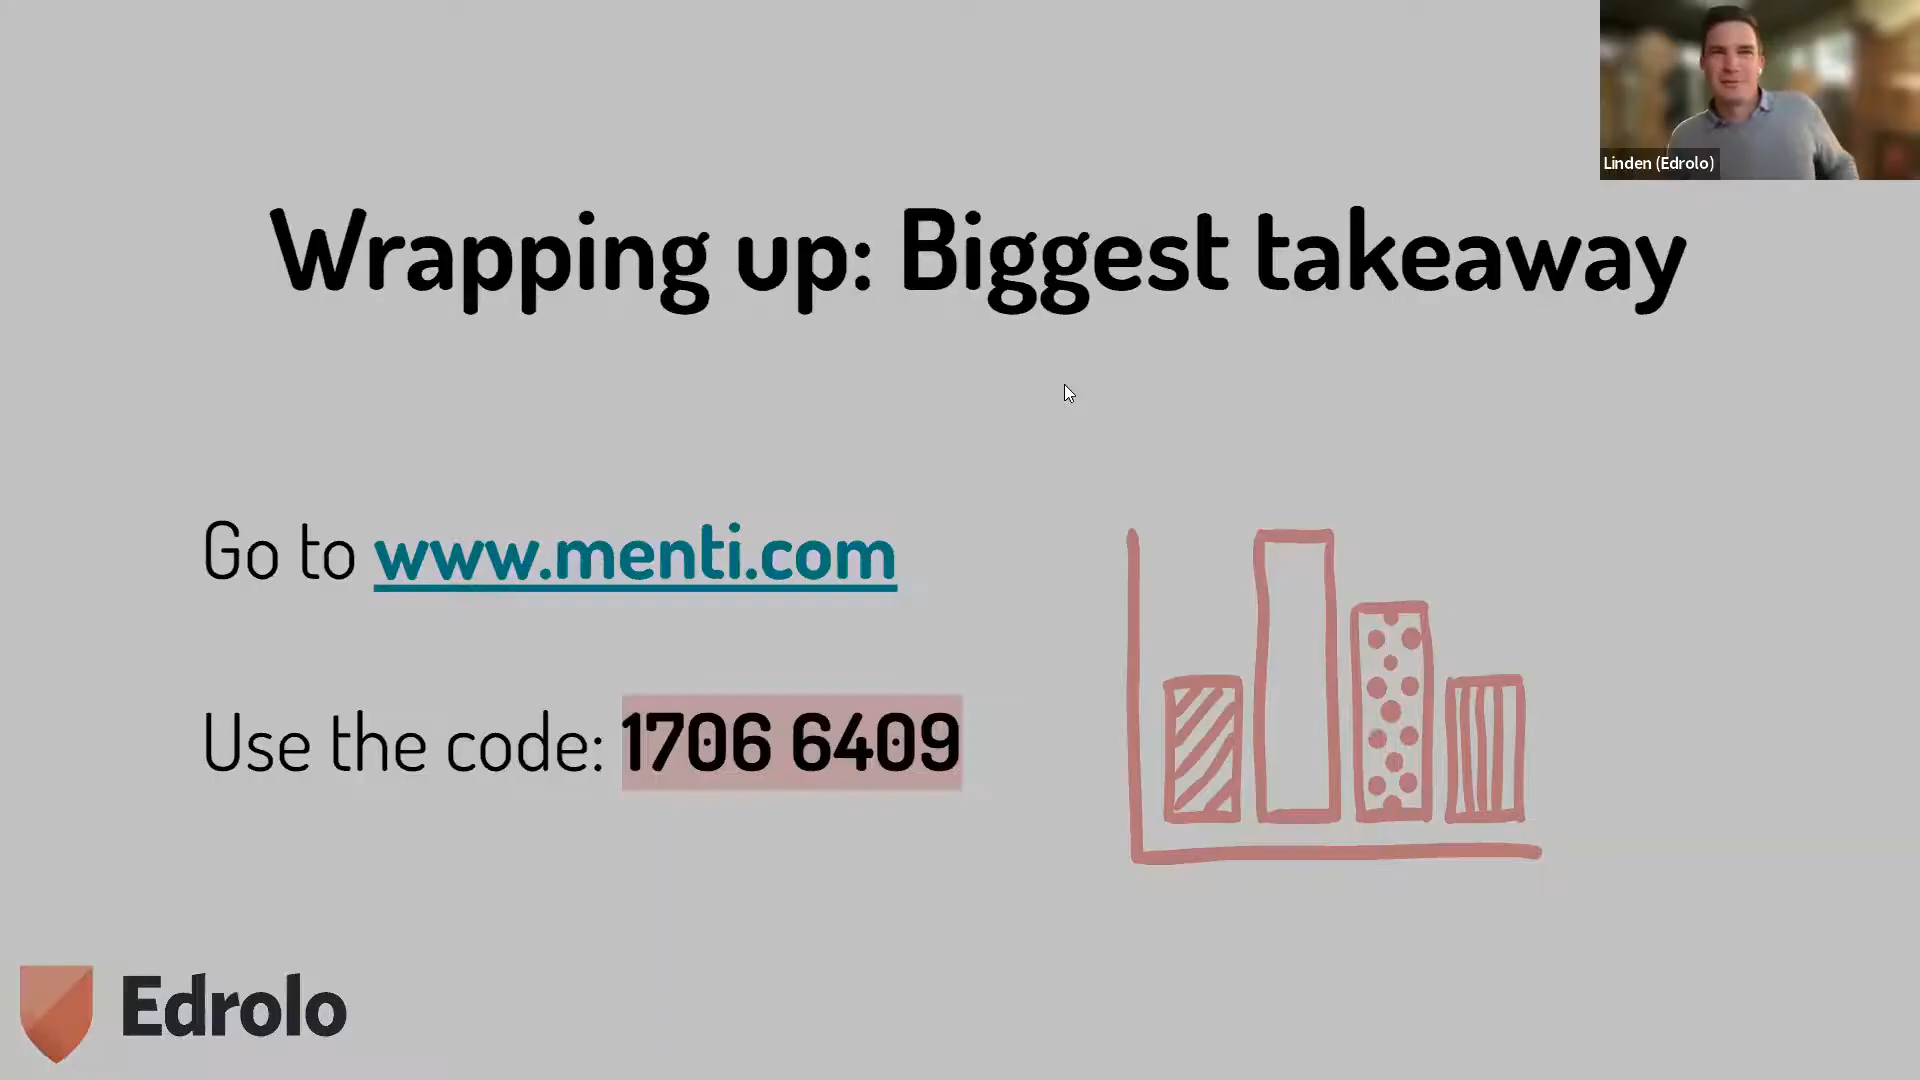 Linden (Edrolo)
Wrapping up: Biggest takeaway
Go to www.menti.com
Use the code: 1706 6409
Edrolo